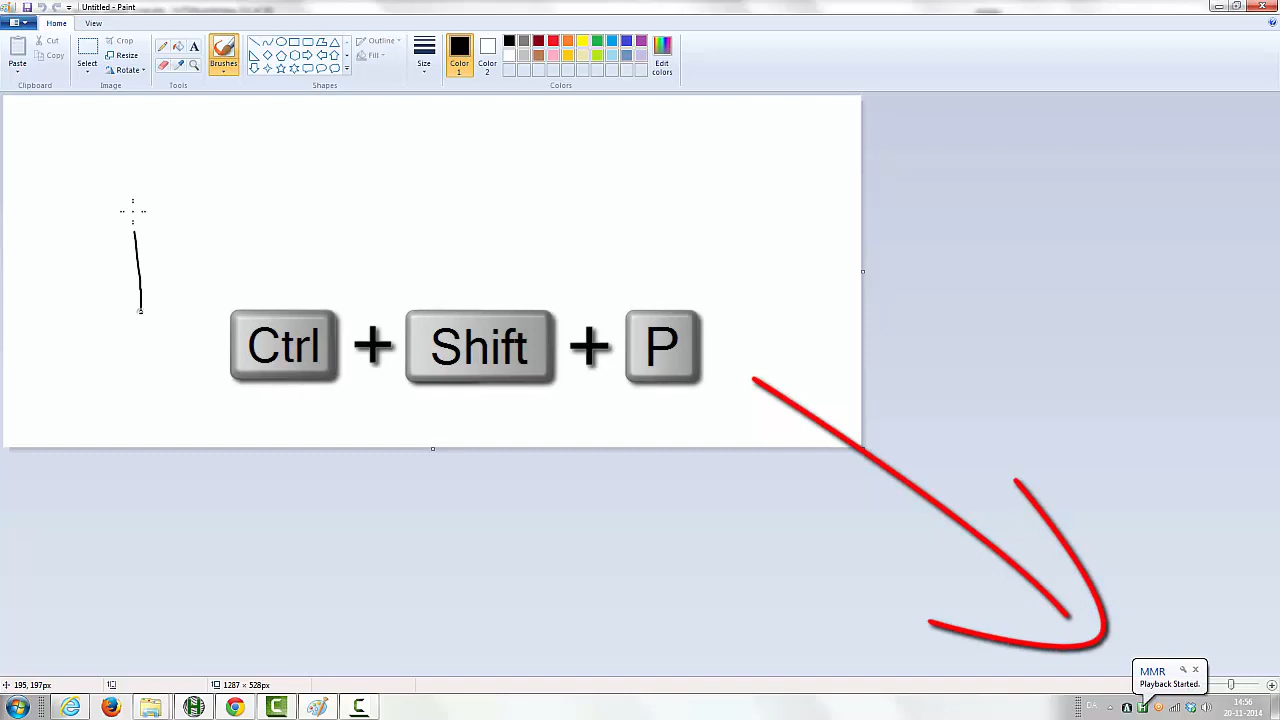 Untitled - Paint
Home
View
Paste
Cut
Copy
Clipboard
Select
Crop
Resize
Rotate
Image
A
Tools
Brushes
Outline
Fill
Shapes
Size
Color
1
Color
2
Edit
colors
Colors
Ctrl + Shift + P
MMR
Playback Started.
195, 197px
1287 × 528px
DA
14:56
20-11-2014